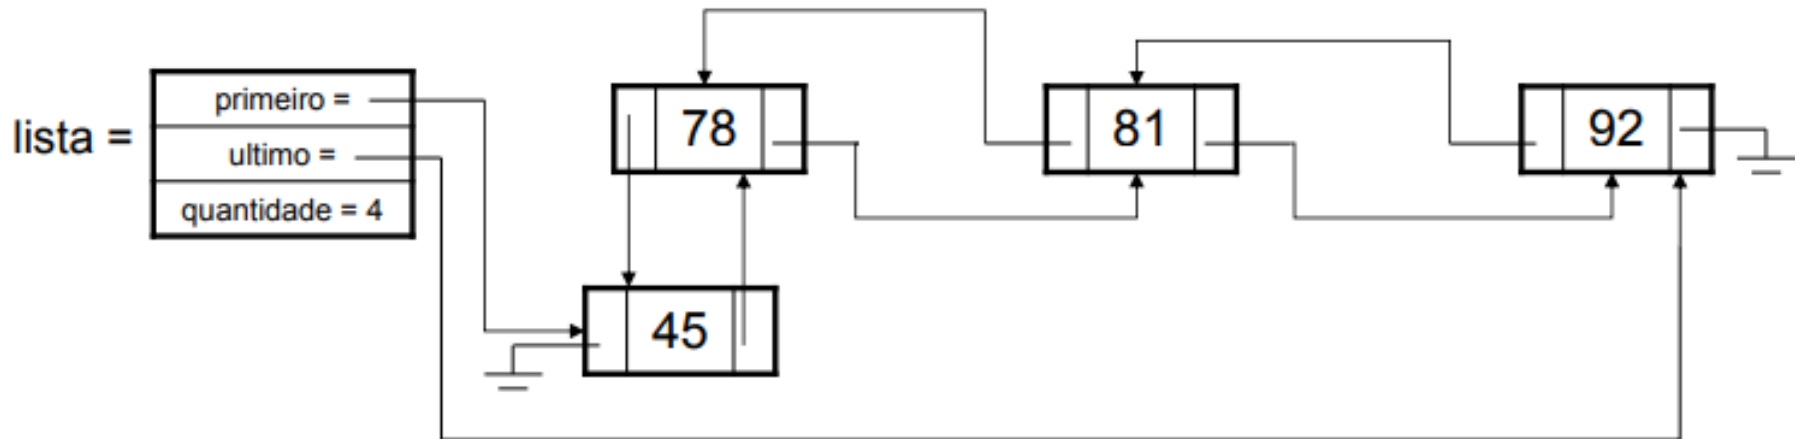 lista =
primeiro =
ultimo =
quantidade = 4
78
81
92
45